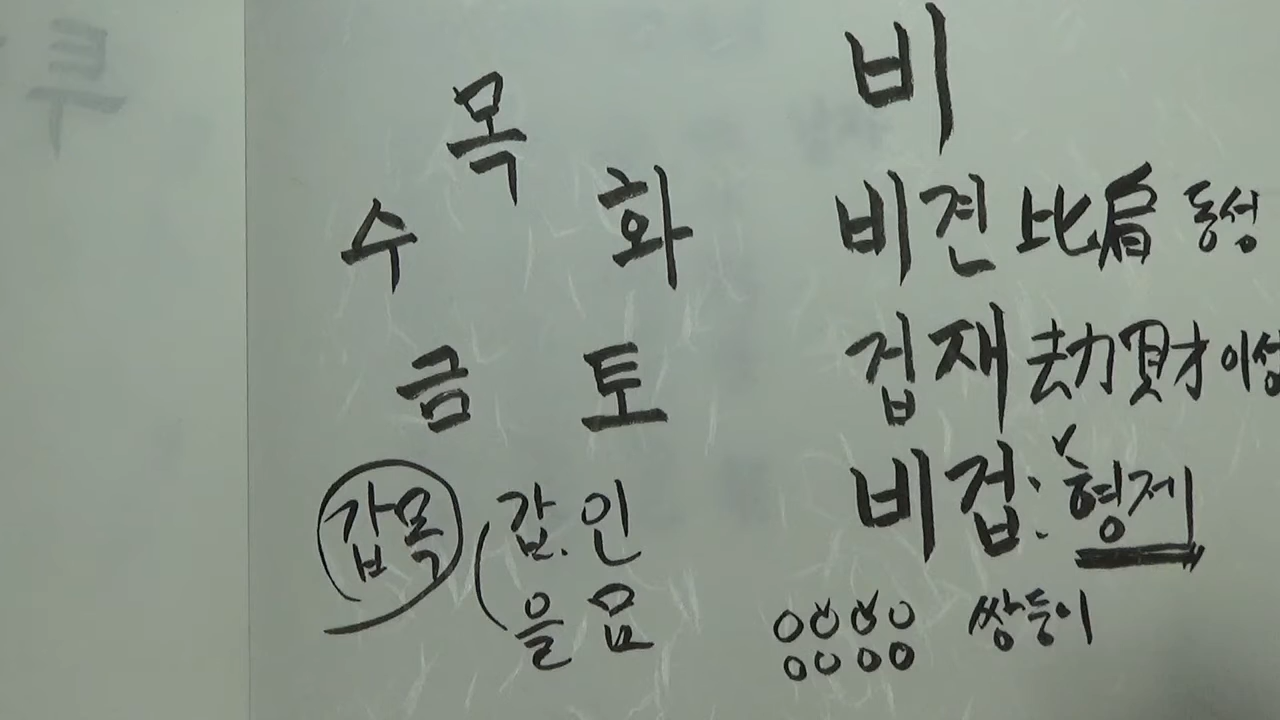 목
수 화
금 토
갑목 갑.인
을묘
비
비견 比肩 동성
겁재 劫財 이성
비겁: 형제
쌍둥이